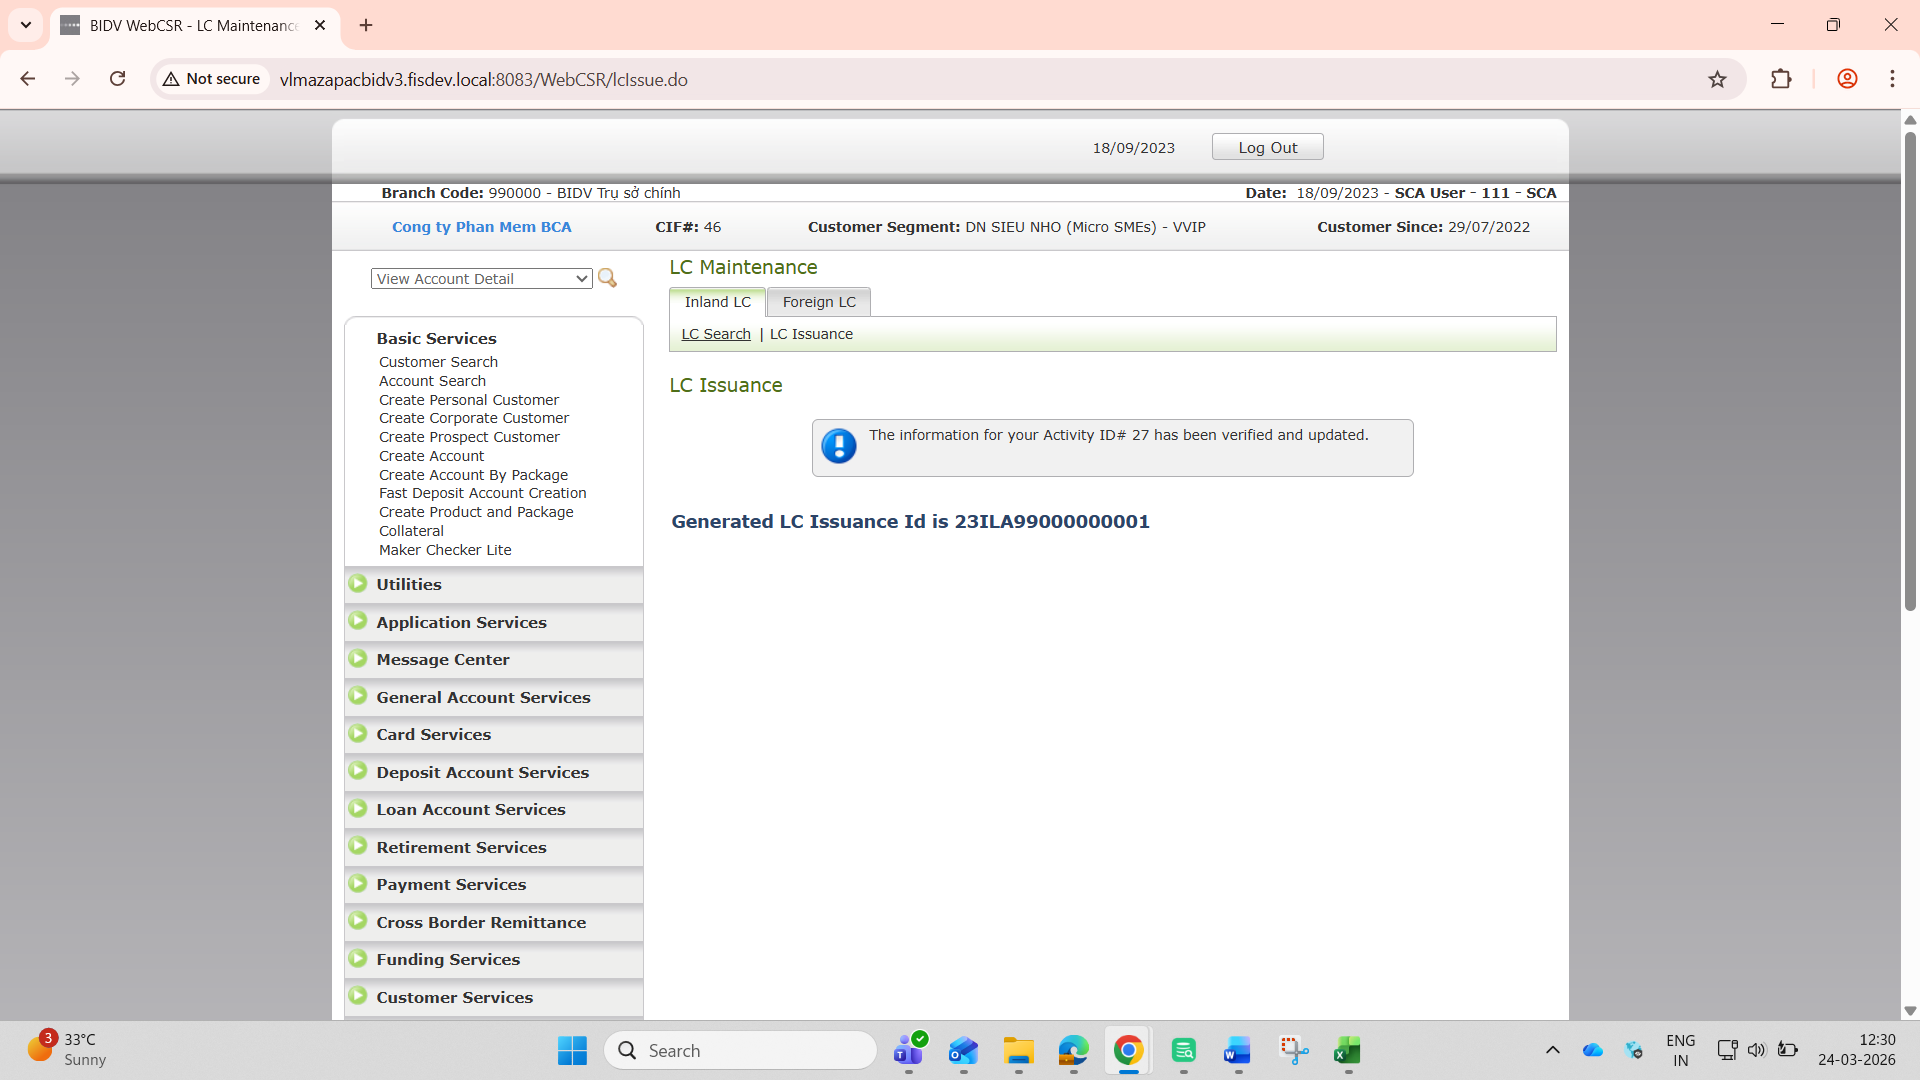 BIDV WebCSR - LC Maintenanc
Not secure
vlmazapacbidv3.fisdev.local:8083/WebCSR/lcIssue.do
18/09/2023
Log Out
Branch Code: 990000 - BIDV Trụ sở chính
Date: 18/09/2023 - SCA User - 111 - SCA
Cong ty Phan Mem BCA
CIF#: 46
Customer Segment: DN SIEU NHO (Micro SMEs) - VVIP
Customer Since: 29/07/2022
View Account Detail
LC Maintenance
Inland LC
Foreign LC
LC Search | LC Issuance
LC Issuance
The information for your Activity ID# 27 has been verified and updated.
Generated LC Issuance Id is 23ILA99000000001
Basic Services
Customer Search
Account Search
Create Personal Customer
Create Corporate Customer
Create Prospect Customer
Create Account
Create Account By Package
Fast Deposit Account Creation
Create Product and Package
Collateral
Maker Checker Lite
Utilities
Application Services
Message Center
General Account Services
Card Services
Deposit Account Services
Loan Account Services
Retirement Services
Payment Services
Cross Border Remittance
Funding Services
Customer Services
3
33°C
Sunny
Search
ENG
IN
12:30
24-03-2026